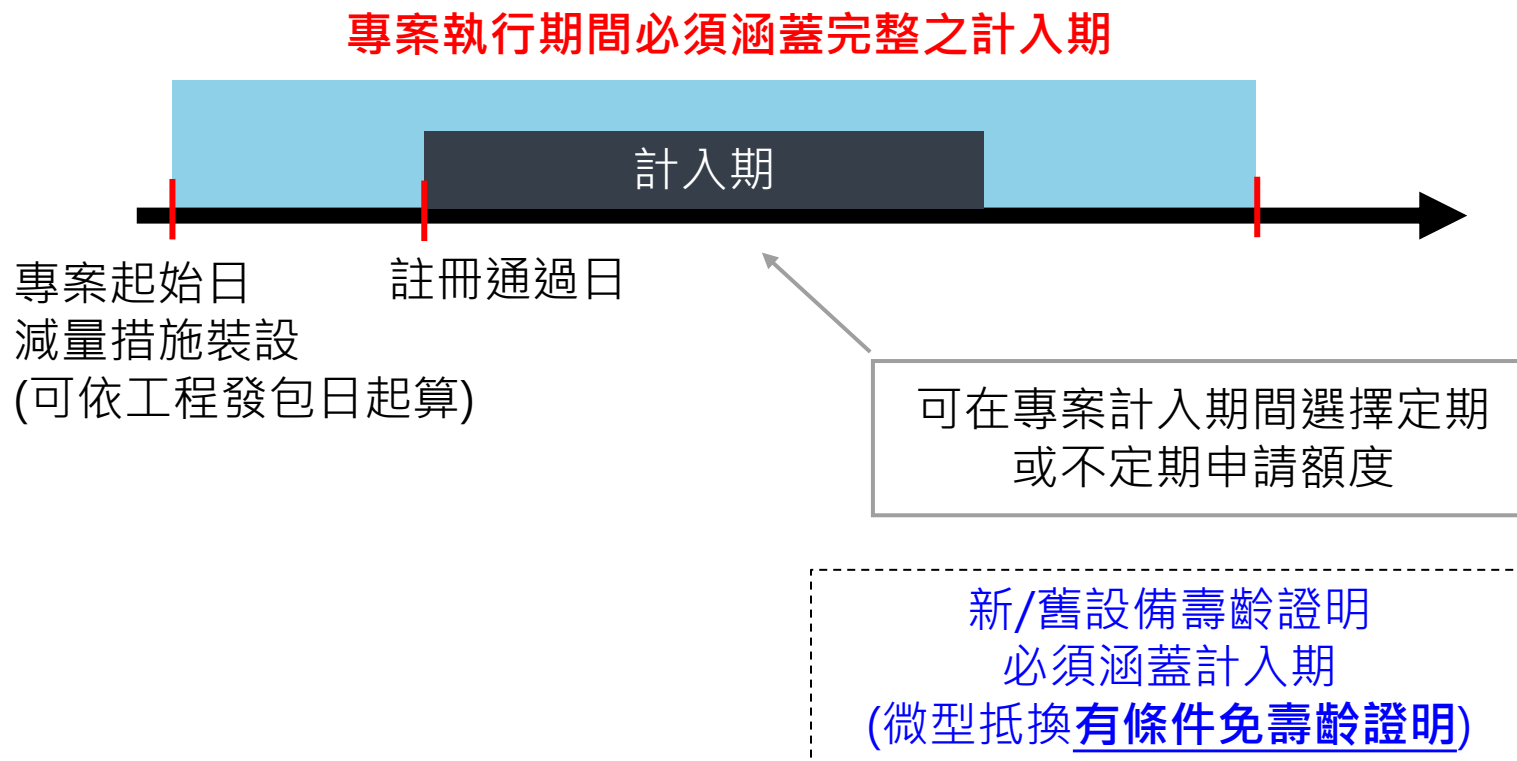 專案執行期間必須涵蓋完整之計入期
計入期
專案起始日
減量措施裝設
(可依工程發包日起算)
註冊通過日
可在專案計入期間選擇定期
或不定期申請額度
新/舊設備壽齡證明
必須涵蓋計入期
(微型抵換有條件免壽齡證明)